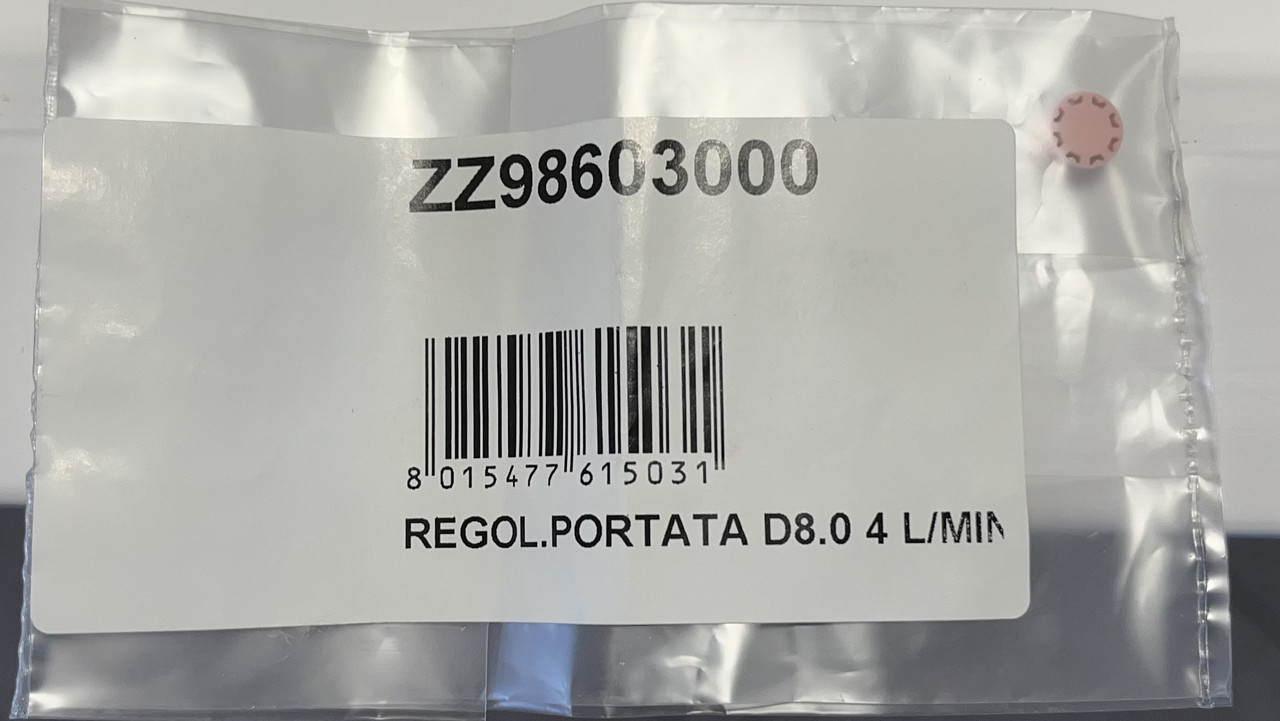 ZZ98603000
8 015477 615031
REGOL.PORTATA D8.0 4 L/MIN